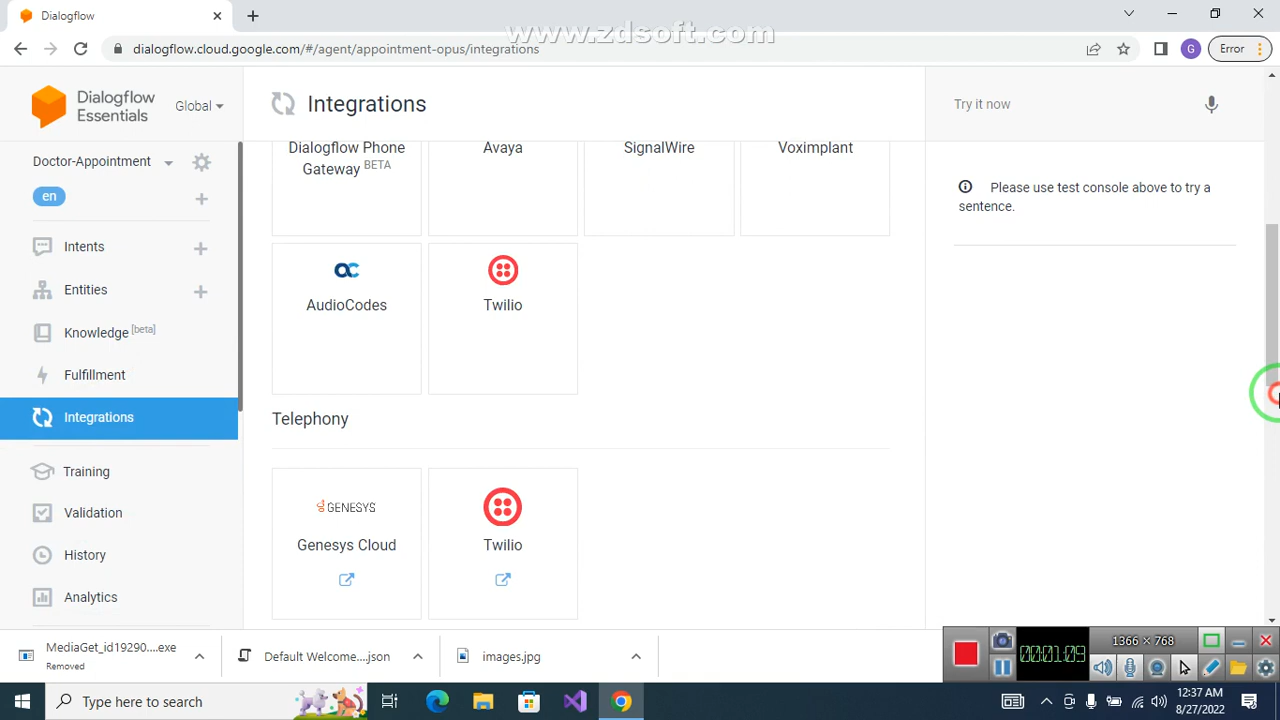 Dialogflow
www.zdsoft.com
dialogflow.cloud.google.com/#/agent/appointment-opus/integrations
G
Error
Dialogflow
Essentials
Global
Integrations
Try it now
Doctor-Appointment
en
Intents
Entities
Knowledge [beta]
Fulfillment
Integrations
Training
Validation
History
Analytics
Dialogflow Phone
Gateway BETA
Avaya
SignalWire
Voximplant
AudioCodes
Twilio
Telephony
GENESYS
Genesys Cloud
Twilio
Please use test console above to try a
sentence.
MediaGet_id19290....exe
Removed
Default Welcome....json
images.jpg
1366 × 768
00:01:09
Type here to search
12:37 AM
8/27/2022